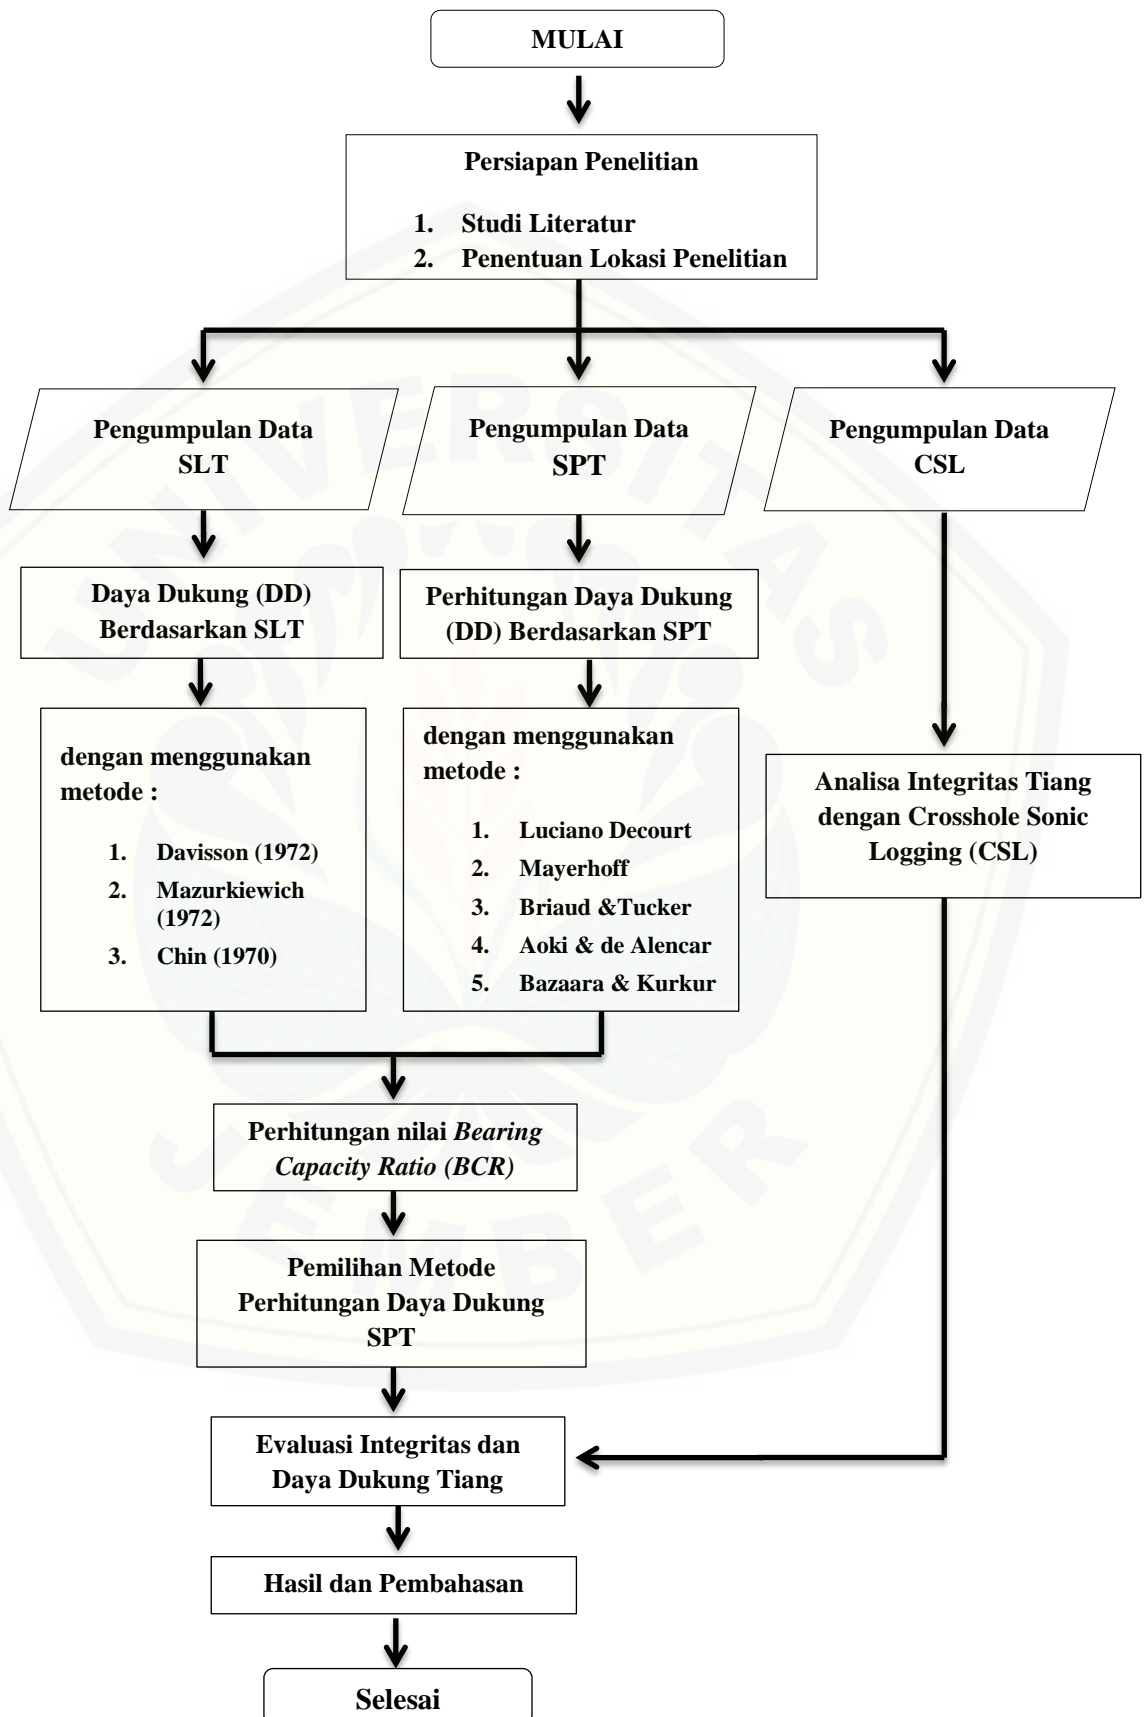 MULAI
Persiapan Penelitian
1. Studi Literatur
2. Penentuan Lokasi Penelitian
Pengumpulan Data
SLT
Pengumpulan Data
SPT
Pengumpulan Data
CSL
Daya Dukung (DD)
Berdasarkan SLT
Perhitungan Daya Dukung
(DD) Berdasarkan SPT
dengan menggunakan
metode :
1. Davisson (1972)
2. Mazurkiewich
(1972)
3. Chin (1970)
dengan menggunakan
metode :
1. Luciano Decourt
2. Mayerhoff
3. Briaud &Tucker
4. Aoki & de Alencar
5. Bazaara & Kurkur
Analisa Integritas Tiang
dengan Crosshole Sonic
Logging (CSL)
Perhitungan nilai Bearing
Capacity Ratio (BCR)
Pemilihan Metode
Perhitungan Daya Dukung
SPT
Evaluasi Integritas dan
Daya Dukung Tiang
Hasil dan Pembahasan
Selesai
UNIVERSITAS
JEMBER